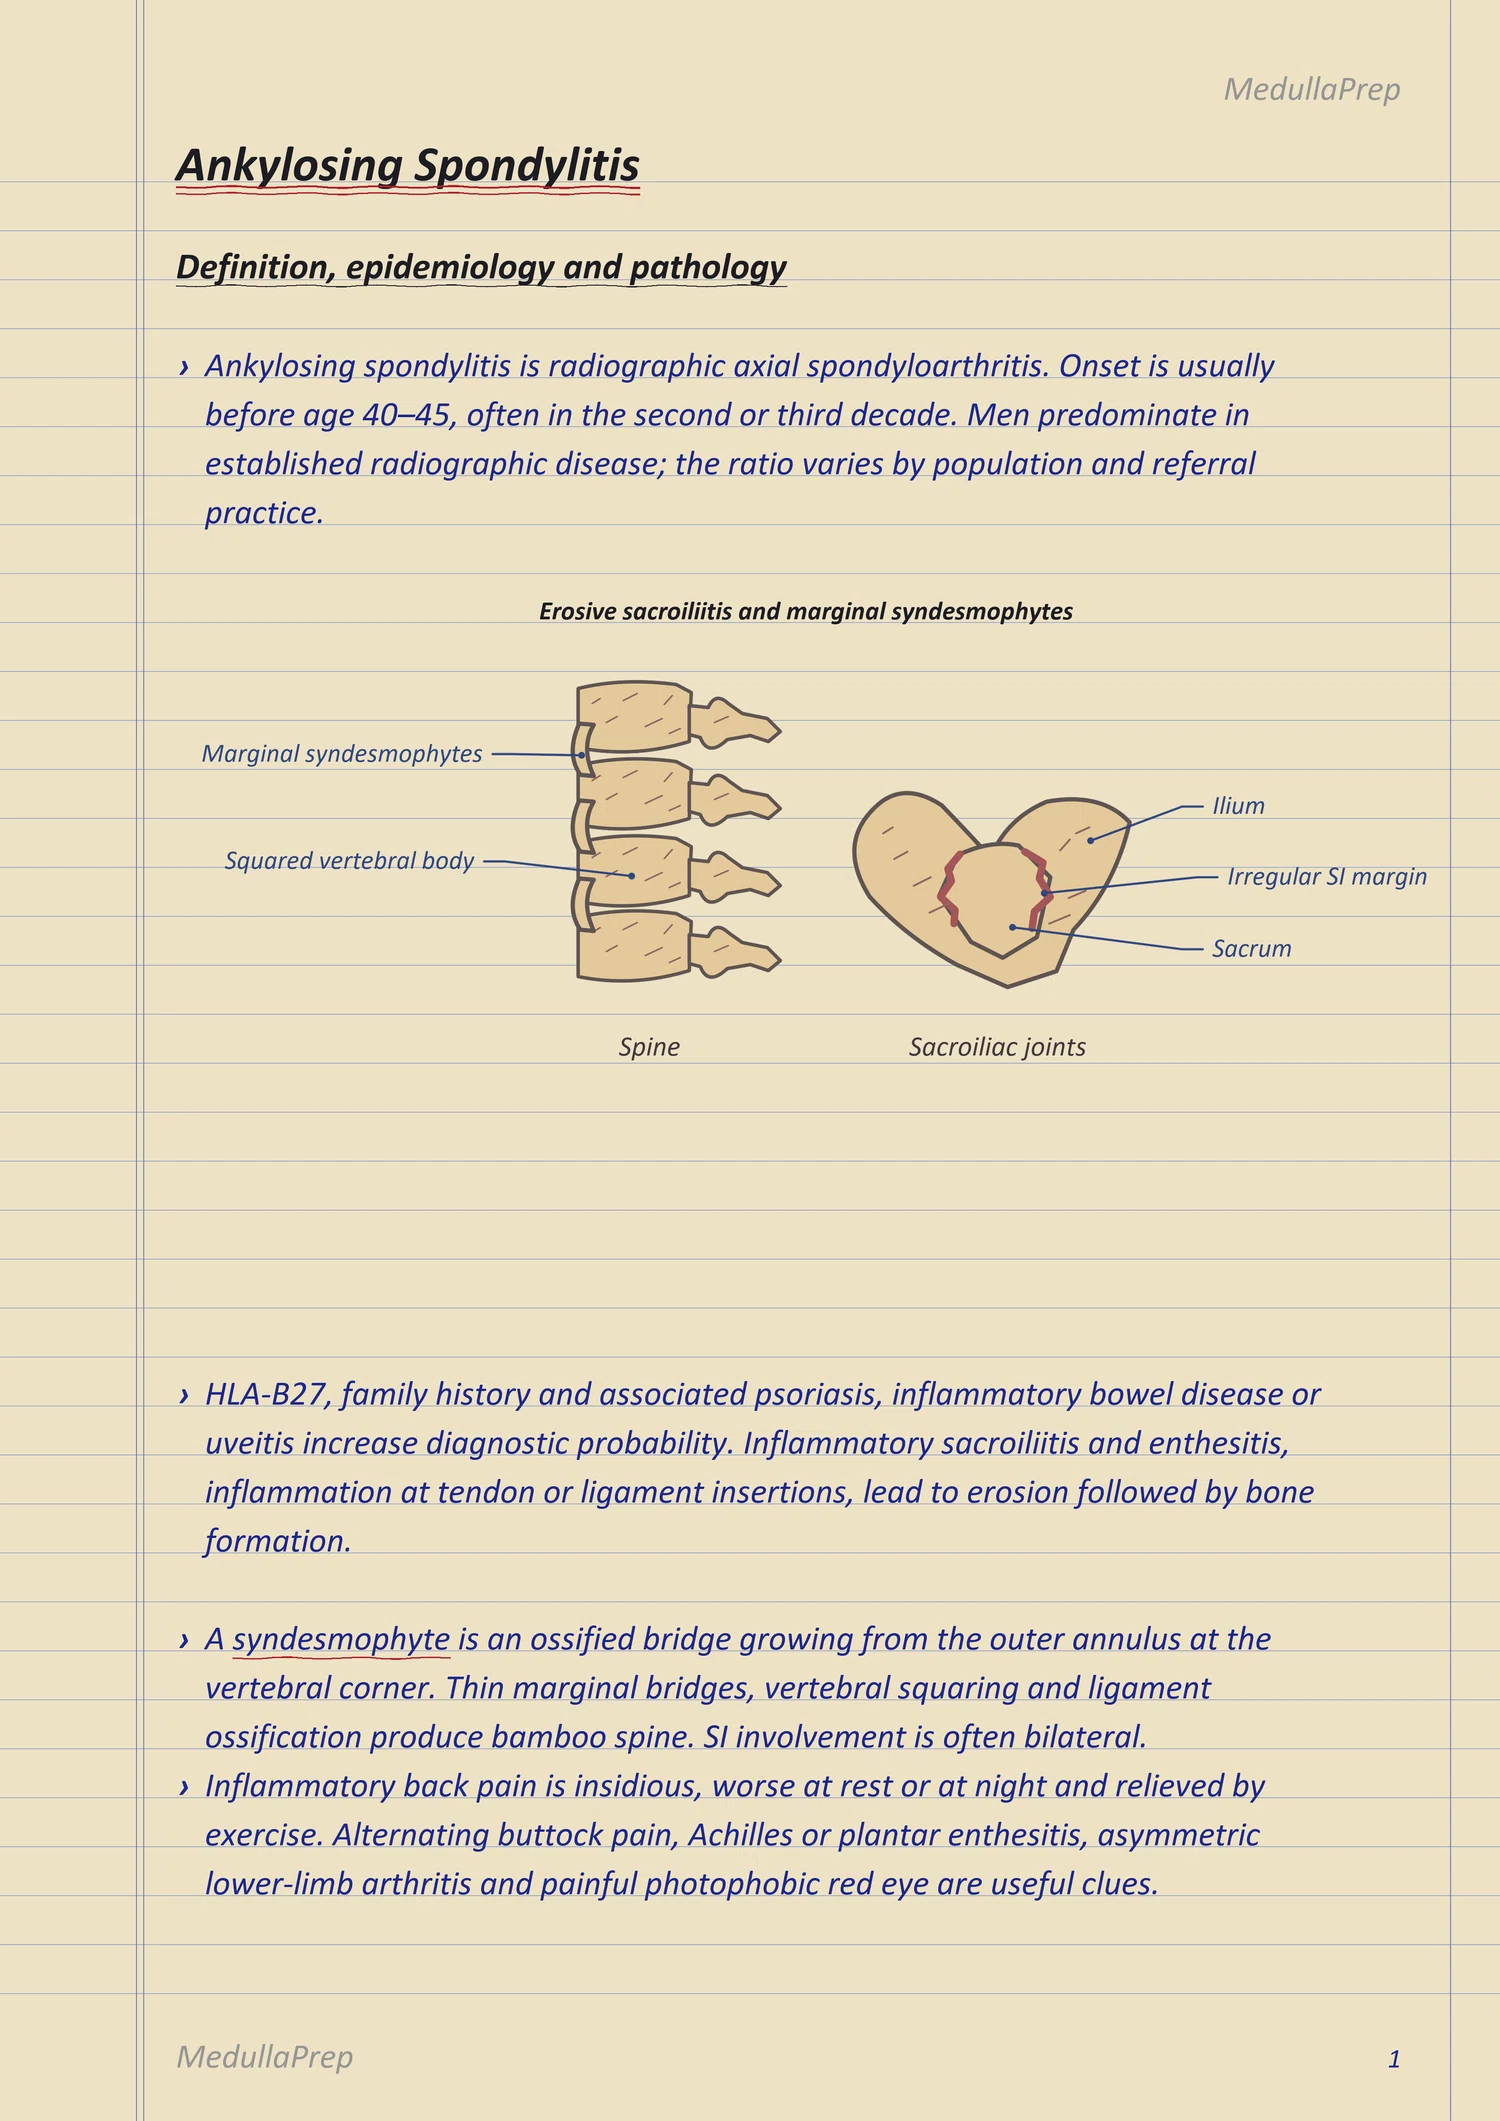 MedullaPrep
Ankylosing Spondylitis
Definition, epidemiology and pathology
› Ankylosing spondylitis is radiographic axial spondyloarthritis. Onset is usually
before age 40–45, often in the second or third decade. Men predominate in
established radiographic disease; the ratio varies by population and referral
practice.
Erosive sacroiliitis and marginal syndesmophytes
Marginal syndesmophytes
Squared vertebral body
Ilium
Irregular SI margin
Sacrum
Spine
Sacroiliac joints
› HLA-B27, family history and associated psoriasis, inflammatory bowel disease or
uveitis increase diagnostic probability. Inflammatory sacroiliitis and enthesitis,
inflammation at tendon or ligament insertions, lead to erosion followed by bone
formation.
› A syndesmophyte is an ossified bridge growing from the outer annulus at the
vertebral corner. Thin marginal bridges, vertebral squaring and ligament
ossification produce bamboo spine. SI involvement is often bilateral.
› Inflammatory back pain is insidious, worse at rest or at night and relieved by
exercise. Alternating buttock pain, Achilles or plantar enthesitis, asymmetric
lower-limb arthritis and painful photophobic red eye are useful clues.
MedullaPrep
1